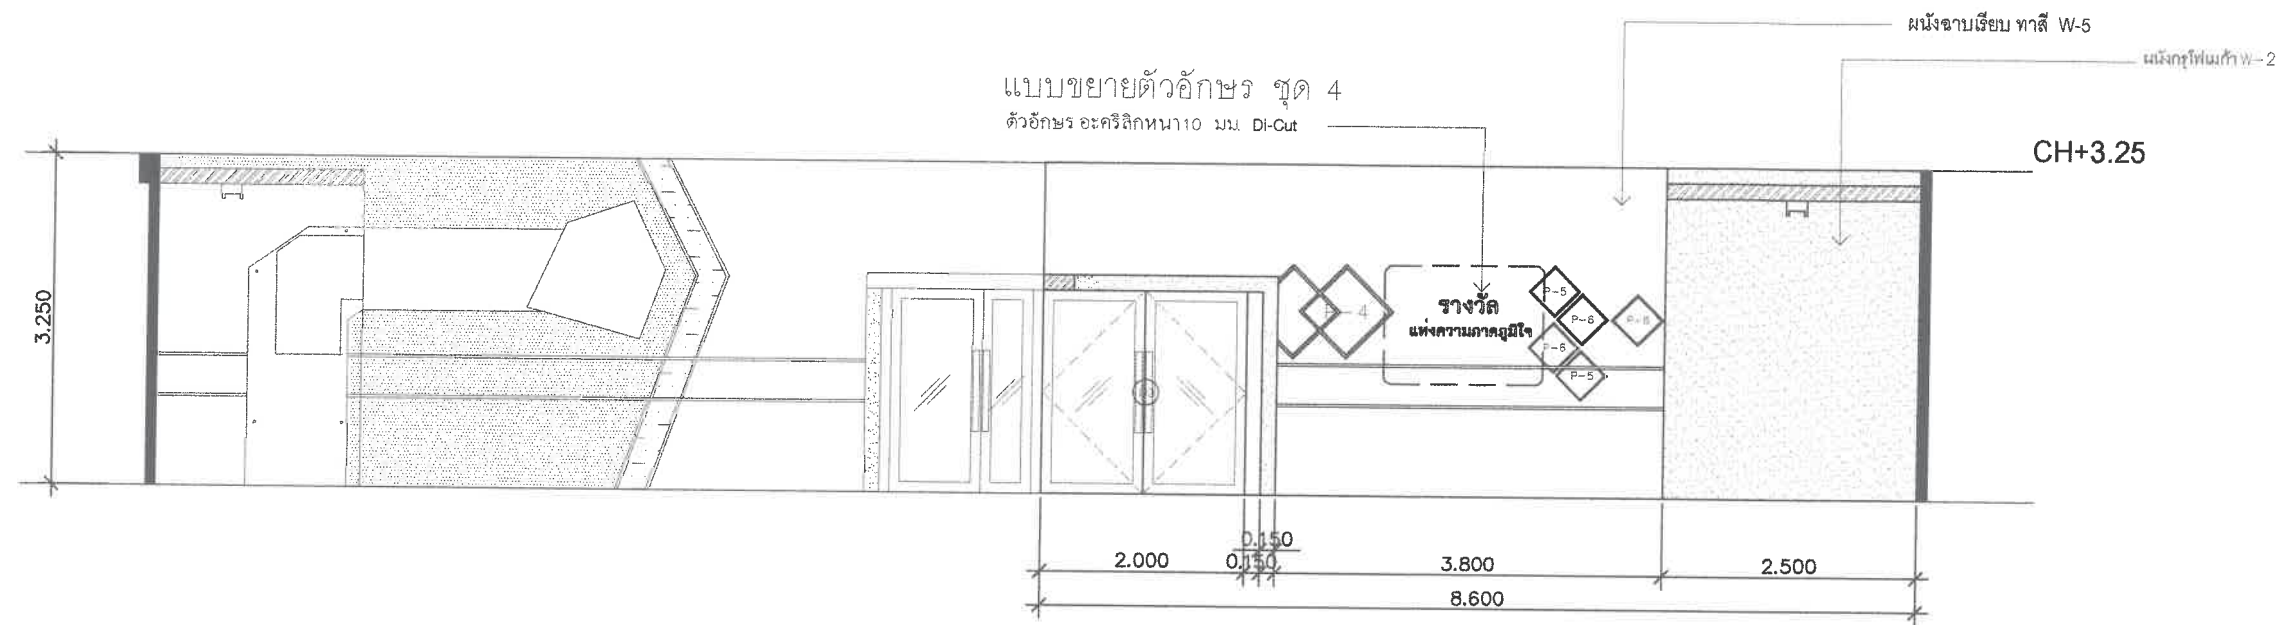 ผนังฉาบเรียบ ทาสี W-5
ผนังกรุโฟเมก้า W-2
แบบขยายตัวอักษร ชุด 4
ตัวอักษร อะคริลิกหนา10 มม. Di-Cut
CH+3.25
3.250
P-4
รางวัล
แห่งความภาคภูมิใจ
P-5
P-6
P-6
P-6
P-5
0.150
2.000
0.150
3.800
2.500
8.600